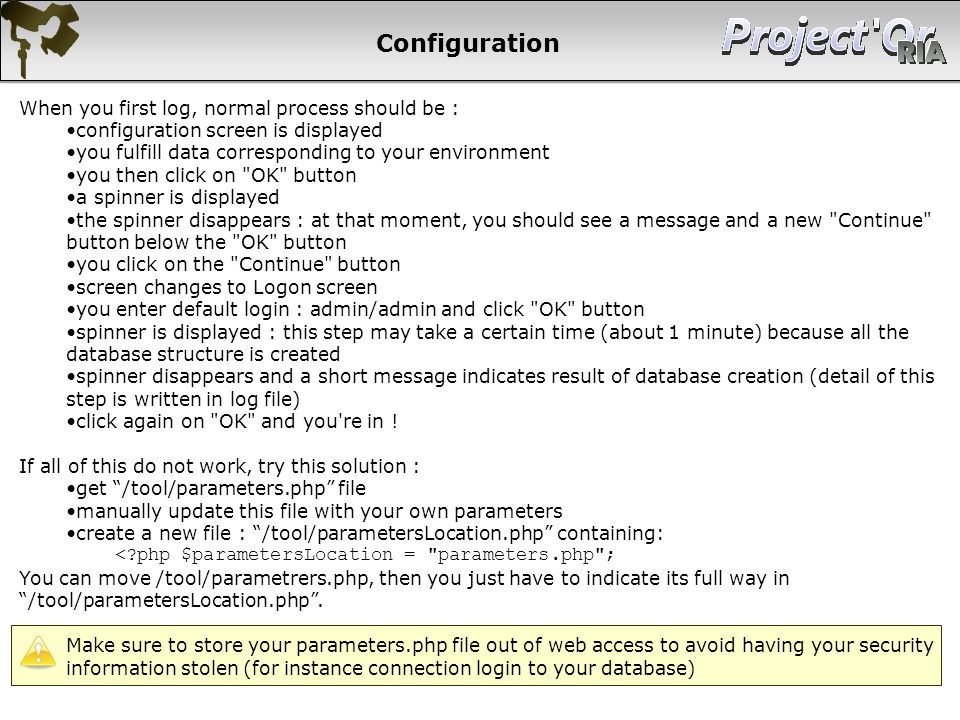 Configuration
Project'Or
RIA
When you first log, normal process should be :
•configuration screen is displayed
•you fulfill data corresponding to your environment
•you then click on "OK" button
•a spinner is displayed
•the spinner disappears : at that moment, you should see a message and a new "Continue"
button below the "OK" button
•you click on the "Continue" button
•screen changes to Logon screen
•you enter default login : admin/admin and click "OK" button
•spinner is displayed : this step may take a certain time (about 1 minute) because all the
database structure is created
•spinner disappears and a short message indicates result of database creation (detail of this
step is written in log file)
•click again on "OK" and you're in !
If all of this do not work, try this solution :
•get “/tool/parameters.php” file
•manually update this file with your own parameters
•create a new file : “/tool/parametersLocation.php” containing:
<?php $parametersLocation = "parameters.php";
You can move /tool/parametrers.php, then you just have to indicate its full way in
“/tool/parametersLocation.php”.
Make sure to store your parameters.php file out of web access to avoid having your security
information stolen (for instance connection login to your database)